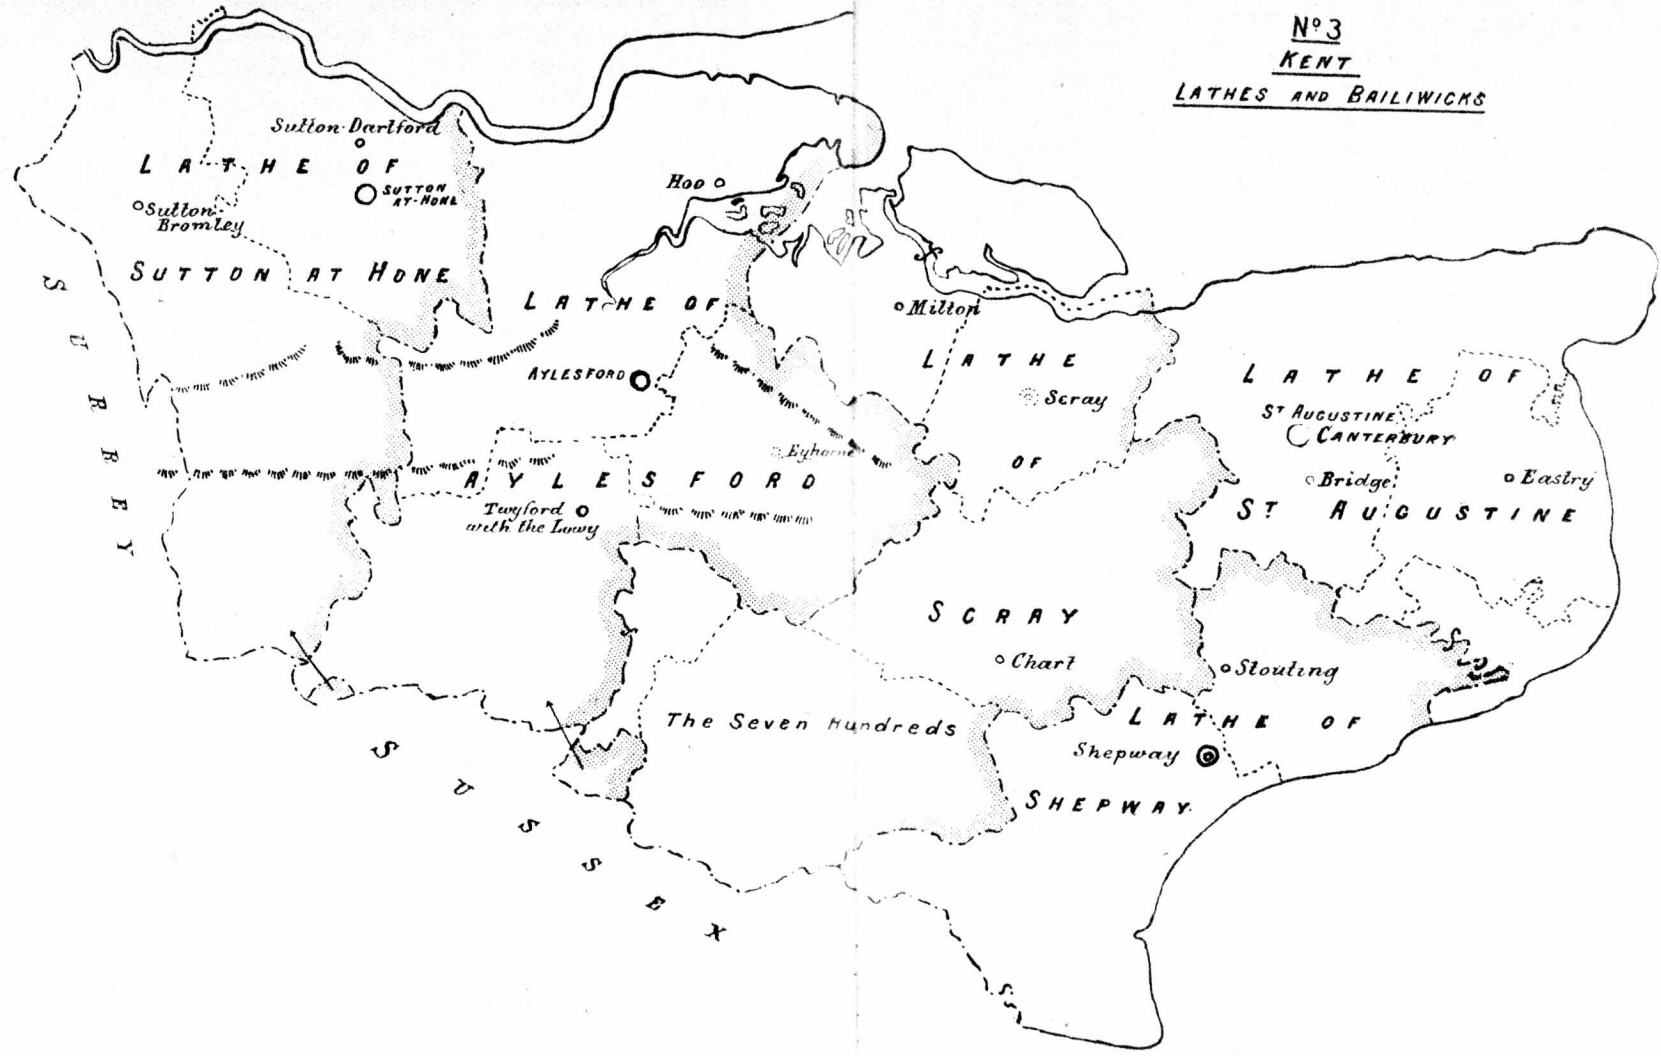 Nº 3
KENT
LATHES AND BAILIWICKS
Sutton-Dartford
LATHE OF
SUTTON
AT-HONE
Sutton-
Bromley
SUTTON AT HONE
SURREY
Hoo
LATHE OF
AYLESFORD
Eyhorne
AYLESFORD
Twyford
with the Lowy
Milton
LATHE
Scray
OF
SCRAY
Chart
The Seven Hundreds
LATHE OF
ST AUGUSTINE
CANTERBURY
Bridge
Eastry
ST AUGUSTINE
Stouting
LATHE OF
Shepway
SHEPWAY.
SUSSEX